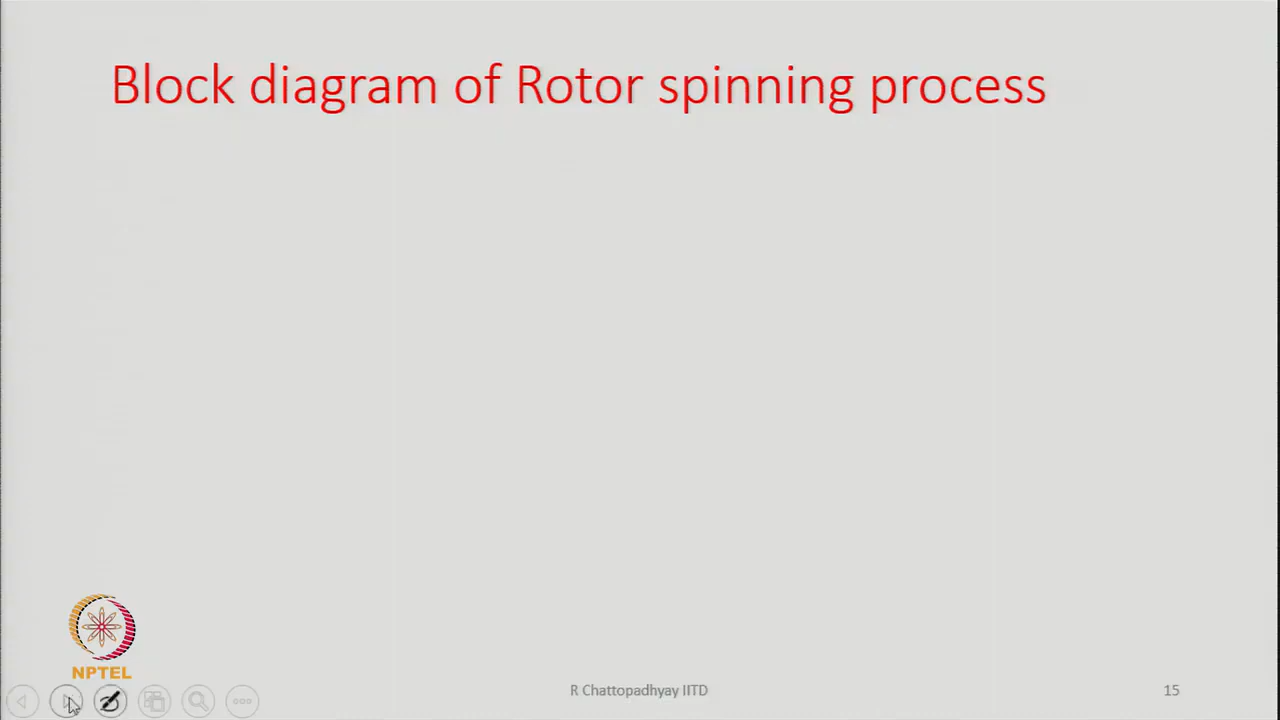 Block diagram of Rotor spinning process
NPTEL
R Chattopadhyay IITD
15